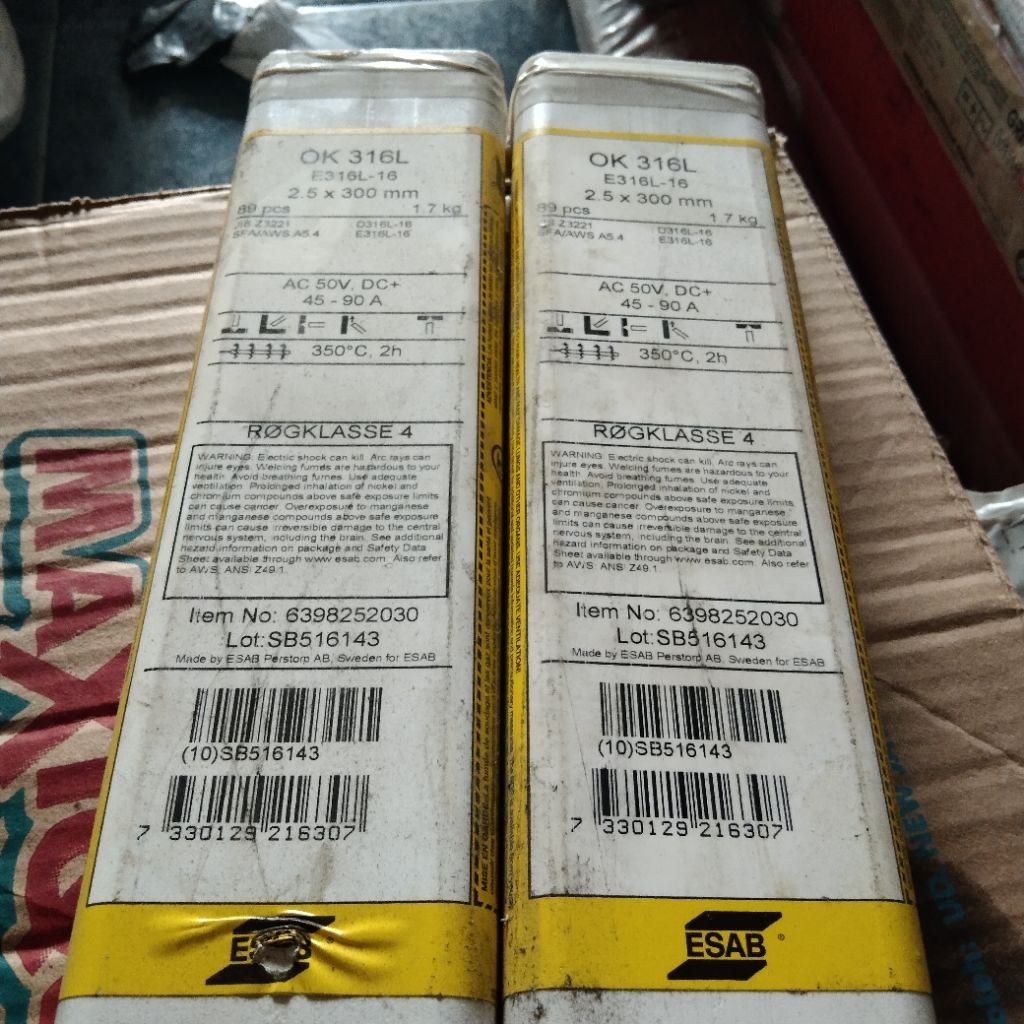 OK 316L
E316L-16
2.5 x 300 mm
89 pcs 1.7 kg
JIS Z3221 : D316L-16
SFA/AWS A5.4 : E316L-16
AC 50V, DC+
45 - 90 A
350°C, 2h
RØGKLASSE 4
WARNING: Electric shock can kill. Arc rays can
injure eyes. Welding fumes are hazardous to your
health. Avoid breathing fumes. Use adequate
ventilation. Prolonged inhalation of nickel and
chromium compounds above safe exposure limits
can cause cancer. Overexposure to manganese
and manganese compounds above safe exposure
limits can cause irreversible damage to the central
nervous system, including the brain. See additional
hazard information on package and Safety Data
Sheet available through www.esab.com. Also refer
to AWS: ANSI Z49.1.
Item No: 6398252030
Lot:SB516143
Made by ESAB Perstorp AB, Sweden for ESAB
(10)SB516143
7 330129 216307
ESAB
OK 316L
E316L-16
2.5 x 300 mm
89 pcs 1.7 kg
JIS Z3221 : D316L-16
SFA/AWS A5.4 : E316L-16
AC 50V, DC+
45 - 90 A
350°C, 2h
RØGKLASSE 4
WARNING: Electric shock can kill. Arc rays can
injure eyes. Welding fumes are hazardous to your
health. Avoid breathing fumes. Use adequate
ventilation. Prolonged inhalation of nickel and
chromium compounds above safe exposure limits
can cause cancer. Overexposure to manganese
and manganese compounds above safe exposure
limits can cause irreversible damage to the central
nervous system, including the brain. See additional
hazard information on package and Safety Data
Sheet available through www.esab.com. Also refer
to AWS: ANSI Z49.1.
Item No: 6398252030
Lot:SB516143
Made by ESAB Perstorp AB, Sweden for ESAB
(10)SB516143
7 330129 216307
ESAB ®